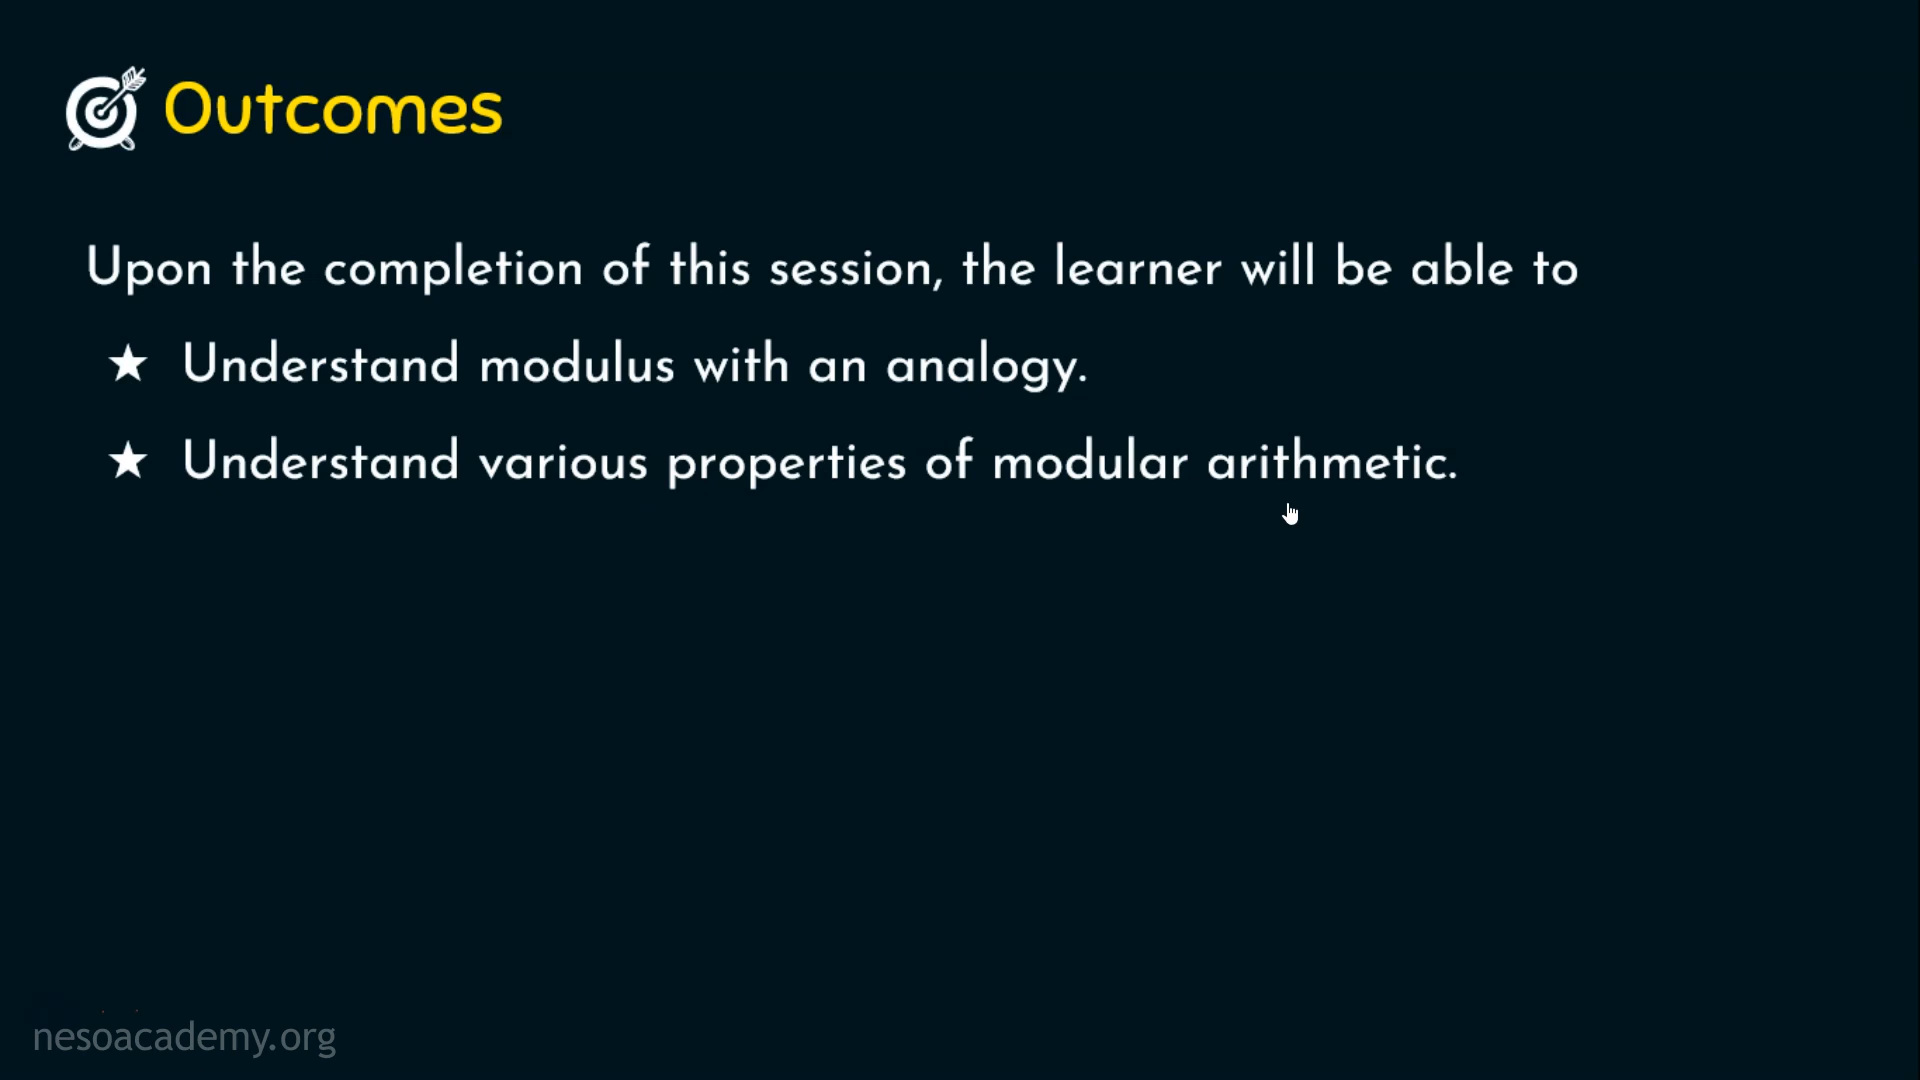 Outcomes
Upon the completion of this session, the learner will be able to
★ Understand modulus with an analogy.
★ Understand various properties of modular arithmetic.
nesoacademy.org